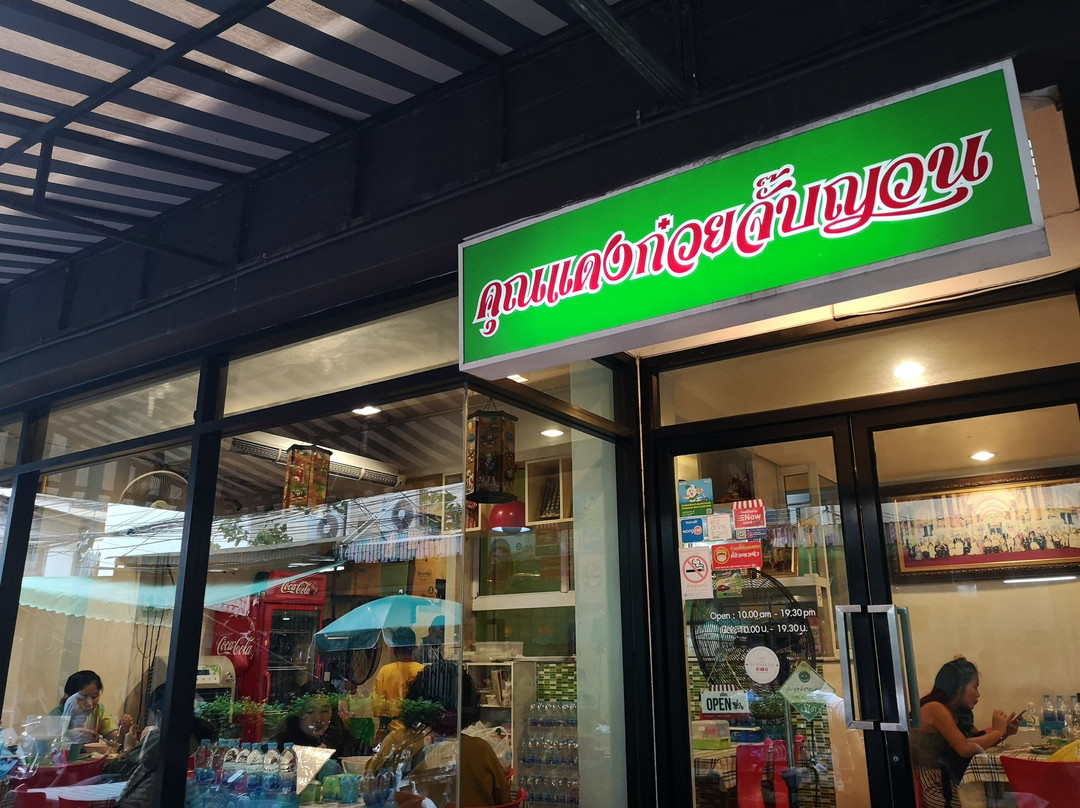 คุณแดงก๋วยจั๊บญวน
Coca-Cola
Coca-Cola
Now
Open : 10.00 am - 19.30 pm
เปิด : 10.00 น. - 19.30 น.
OPEN